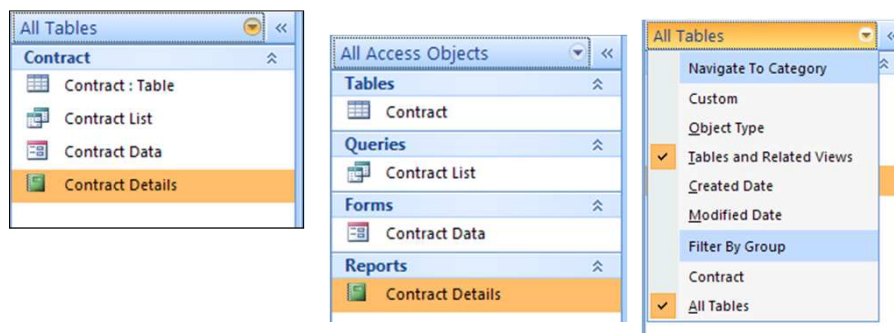 All Tables
Contract
Contract : Table
Contract List
Contract Data
Contract Details
All Access Objects
Tables
Contract
Queries
Contract List
Forms
Contract Data
Reports
Contract Details
All Tables
Navigate To Category
Custom
Object Type
Tables and Related Views
Created Date
Modified Date
Filter By Group
Contract
All Tables